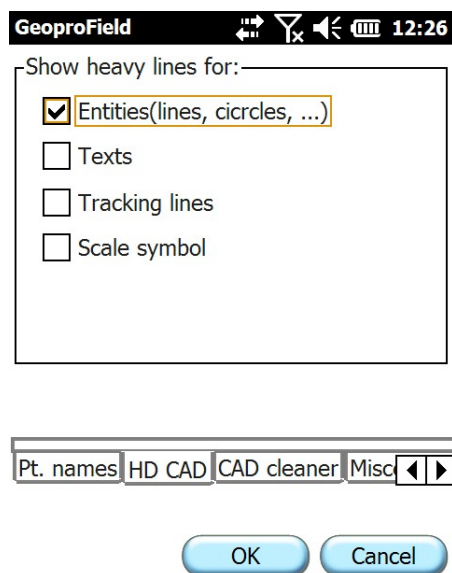 GeoproField 12:26
Show heavy lines for:
Entities(lines, cicrcles, ...)
Texts
Tracking lines
Scale symbol
Pt. names HD CAD CAD cleaner Misc
OK Cancel